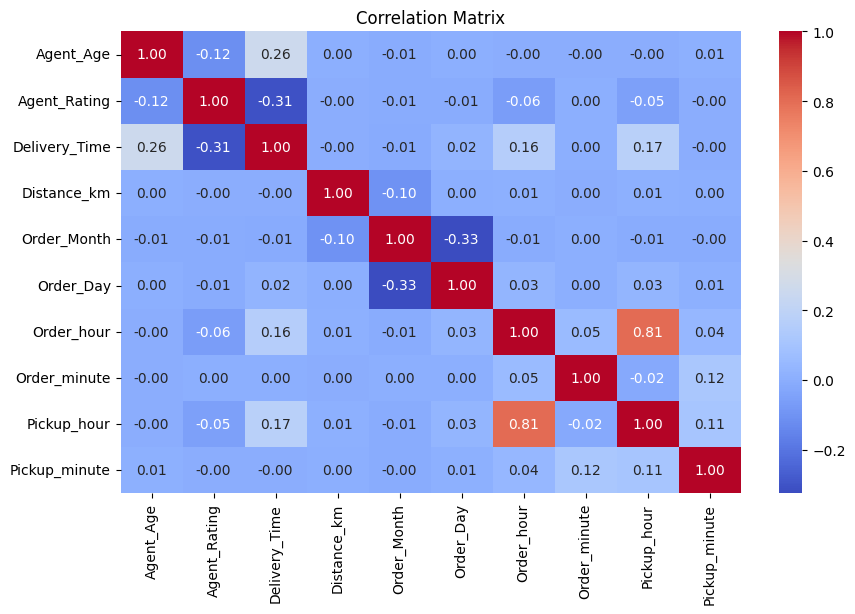 Correlation Matrix
Agent_Age 1.00 -0.12 0.26 0.00 -0.01 0.00 -0.00 -0.00 -0.00 0.01
Agent_Rating -0.12 1.00 -0.31 -0.00 -0.01 -0.01 -0.06 0.00 -0.05 -0.00
Delivery_Time 0.26 -0.31 1.00 -0.00 -0.01 0.02 0.16 0.00 0.17 -0.00
Distance_km 0.00 -0.00 -0.00 1.00 -0.10 0.00 0.01 0.00 0.01 0.00
Order_Month -0.01 -0.01 -0.01 -0.10 1.00 -0.33 -0.01 0.00 -0.01 -0.00
Order_Day 0.00 -0.01 0.02 0.00 -0.33 1.00 0.03 0.00 0.03 0.01
Order_hour -0.00 -0.06 0.16 0.01 -0.01 0.03 1.00 0.05 0.81 0.04
Order_minute -0.00 0.00 0.00 0.00 0.00 0.00 0.05 1.00 -0.02 0.12
Pickup_hour -0.00 -0.05 0.17 0.01 -0.01 0.03 0.81 -0.02 1.00 0.11
Pickup_minute 0.01 -0.00 -0.00 0.00 -0.00 0.01 0.04 0.12 0.11 1.00
Agent_Age
Agent_Rating
Delivery_Time
Distance_km
Order_Month
Order_Day
Order_hour
Order_minute
Pickup_hour
Pickup_minute
1.0
0.8
0.6
0.4
0.2
0.0
−0.2